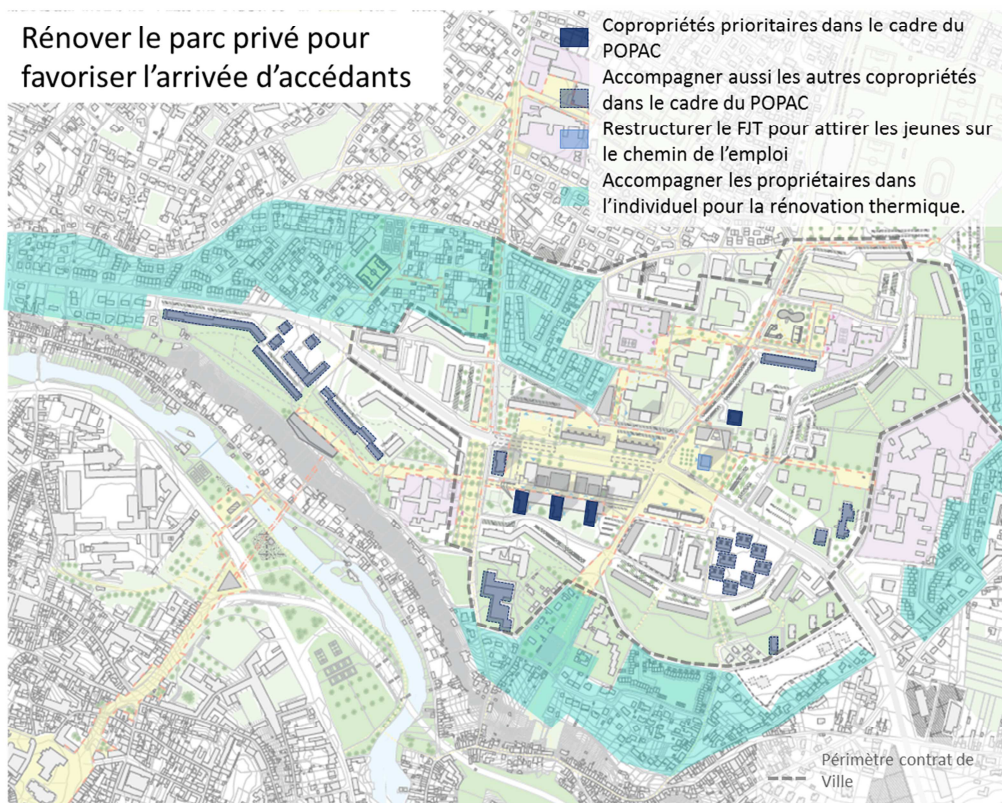 Rénover le parc privé pour
favoriser l’arrivée d’accédants
Copropriétés prioritaires dans le cadre du
POPAC
Accompagner aussi les autres copropriétés
dans le cadre du POPAC
Restructurer le FJT pour attirer les jeunes sur
le chemin de l’emploi
Accompagner les propriétaires dans
l’individuel pour la rénovation thermique.
Périmètre contrat de
Ville